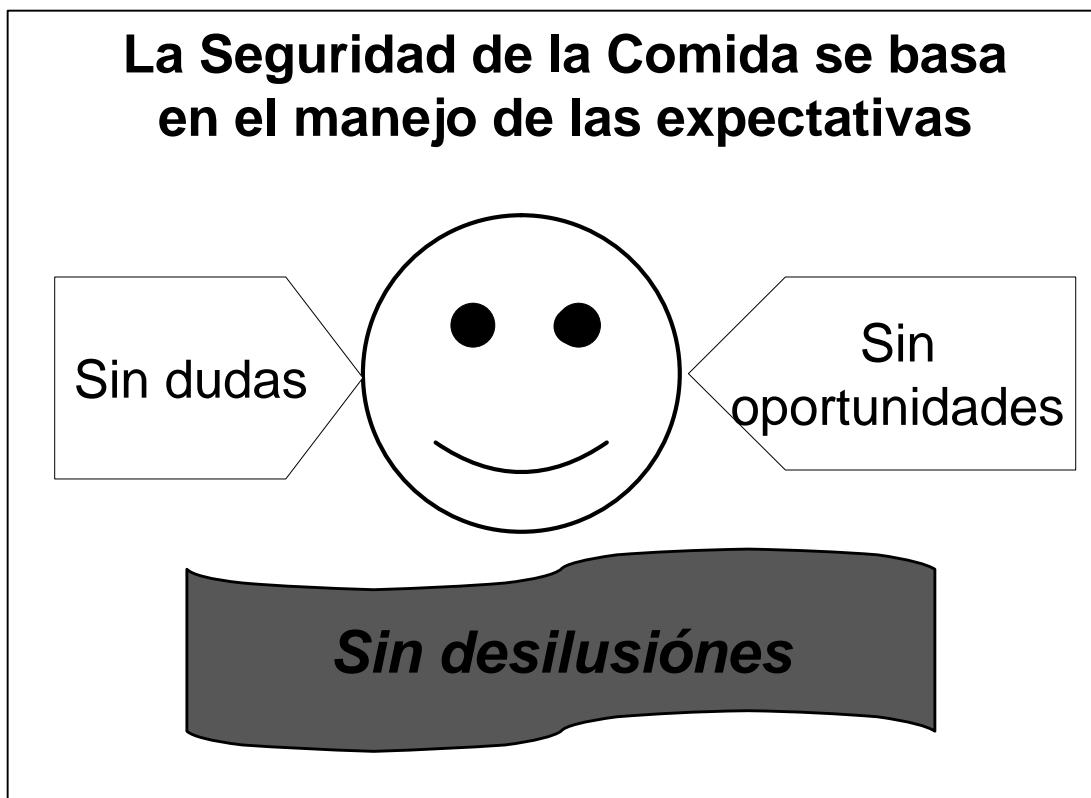 La Seguridad de la Comida se basa
en el manejo de las expectativas
Sin dudas
Sin
oportunidades
Sin desilusiónes